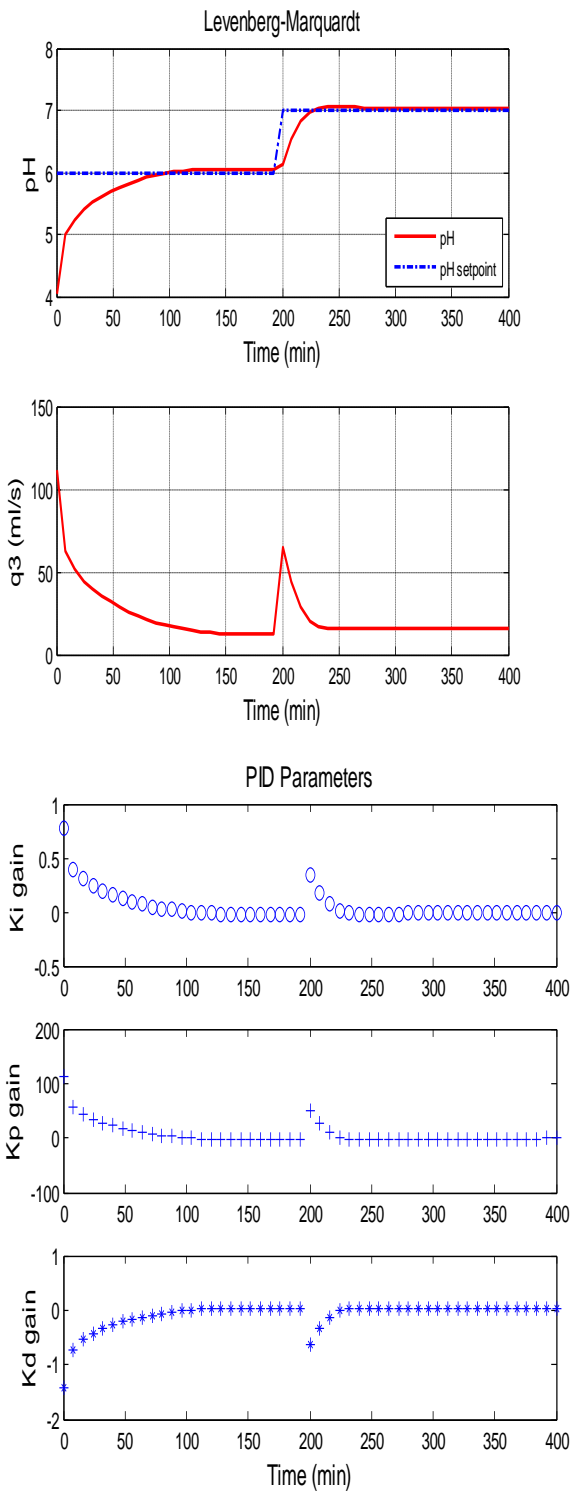 Levenberg-Marquardt
8
7
6
5
4
pH
pH
pH setpoint
0 50 100 150 200 250 300 350 400
Time (min)
150
100
50
0
q3 (ml/s)
0 50 100 150 200 250 300 350 400
Time (min)
PID Parameters
1
0.5
0
-0.5
Ki gain
0 50 100 150 200 250 300 350 400
200
100
0
-100
Kp gain
0 50 100 150 200 250 300 350 400
1
0
-1
-2
Kd gain
0 50 100 150 200 250 300 350 400
Time (min)